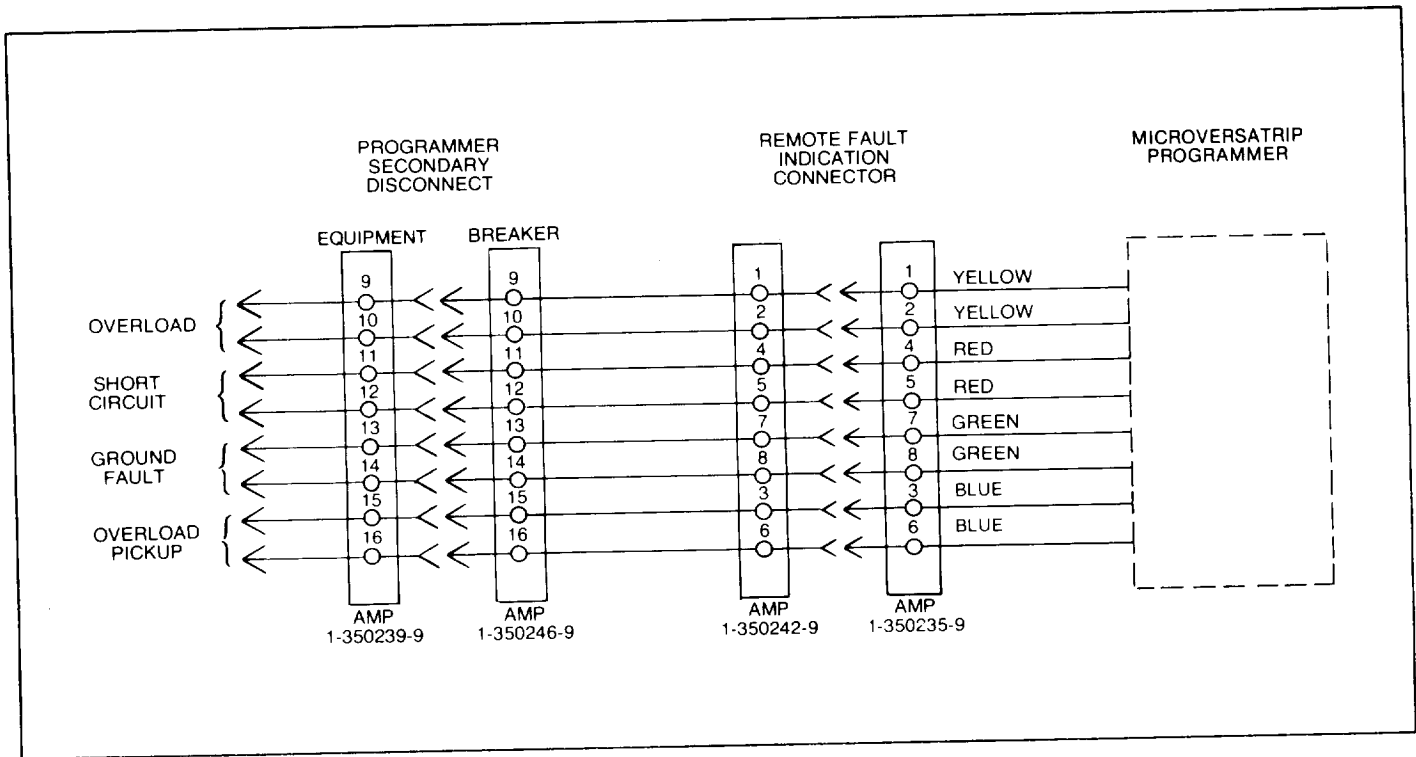 PROGRAMMER
SECONDARY
DISCONNECT
REMOTE FAULT
INDICATION
CONNECTOR
MICROVERSATRIP
PROGRAMMER
EQUIPMENT
BREAKER
OVERLOAD
SHORT
CIRCUIT
GROUND
FAULT
OVERLOAD
PICKUP
9
10
11
12
13
14
15
16
AMP
1-350239-9
9
10
11
12
13
14
15
16
AMP
1-350246-9
1
2
4
5
7
8
3
6
AMP
1-350242-9
1
2
4
5
7
8
3
6
AMP
1-350235-9
YELLOW
YELLOW
RED
RED
GREEN
GREEN
BLUE
BLUE